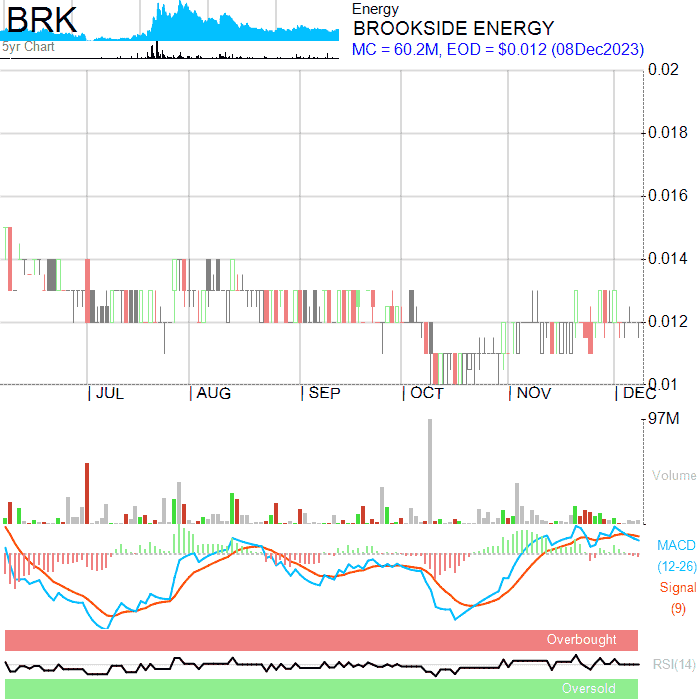 BRK
5yr Chart
Energy
BROOKSIDE ENERGY
MC = 60.2M, EOD = $0.012 (08Dec2023)
0.02
0.018
0.016
0.014
0.012
0.01
JUL AUG SEP OCT NOV DEC
97M
Volume
MACD
(12-26)
Signal
(9)
Overbought
RSI(14)
Oversold